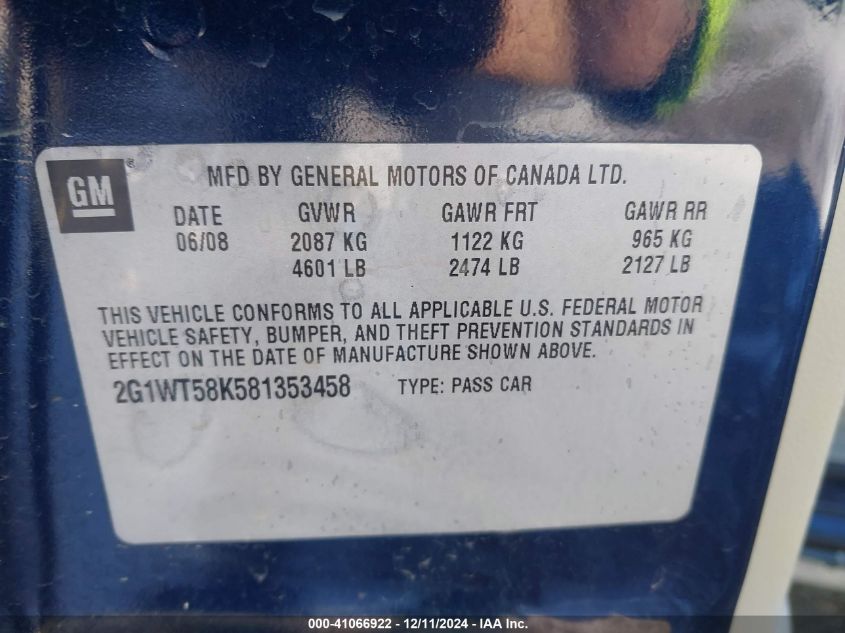 GM®
MFD BY GENERAL MOTORS OF CANADA LTD.
DATE GVWR GAWR FRT GAWR RR
06/08 2087 KG 1122 KG 965 KG
4601 LB 2474 LB 2127 LB
THIS VEHICLE CONFORMS TO ALL APPLICABLE U.S. FEDERAL MOTOR
VEHICLE SAFETY, BUMPER, AND THEFT PREVENTION STANDARDS IN
EFFECT ON THE DATE OF MANUFACTURE SHOWN ABOVE.
2G1WT58K581353458 TYPE: PASS CAR
000-41066922 - 12/11/2024 - IAA Inc.